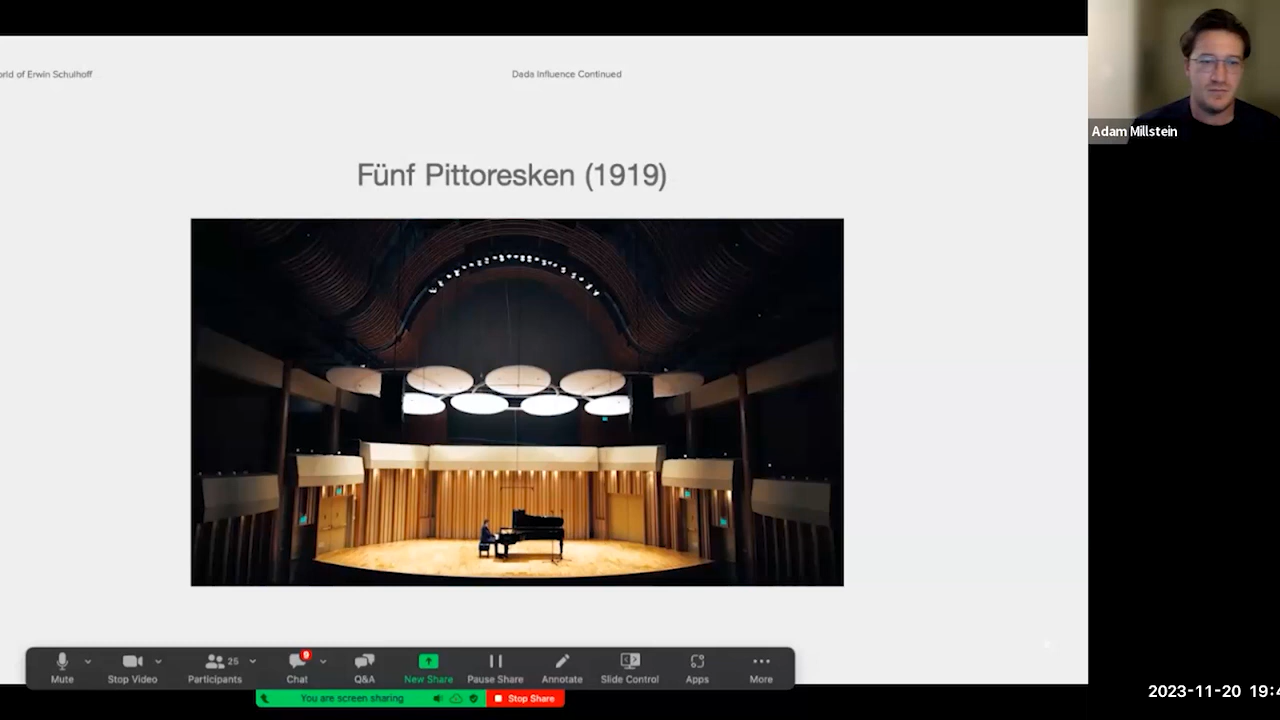 orld of Erwin Schulhoff
Dada Influence Continued
Adam Millstein
Fünf Pittoresken (1919)
9
25
Mute
Stop Video
Participants
Chat
Q&A
New Share
Pause Share
Annotate
Slide Control
Apps
More
You are screen sharing
Stop Share
2023-11-20 19:4